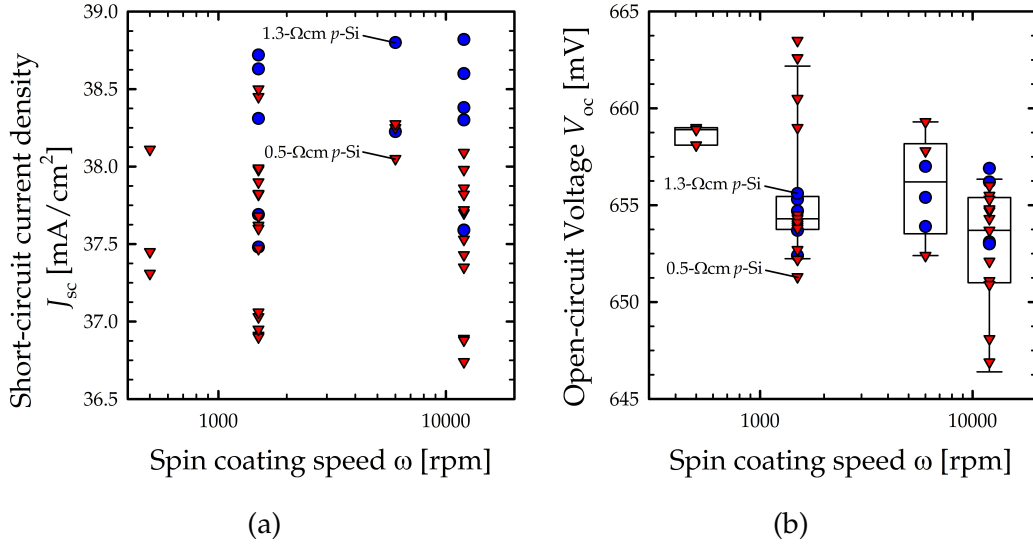 Short-circuit current density
J_sc [mA/cm²]
39.0
38.5
38.0
37.5
37.0
36.5
1.3-Ωcm p-Si
0.5-Ωcm p-Si
1000
10000
Spin coating speed ω [rpm]
(a)
Open-circuit Voltage V_oc [mV]
665
660
655
650
645
1.3-Ωcm p-Si
0.5-Ωcm p-Si
1000
10000
Spin coating speed ω [rpm]
(b)